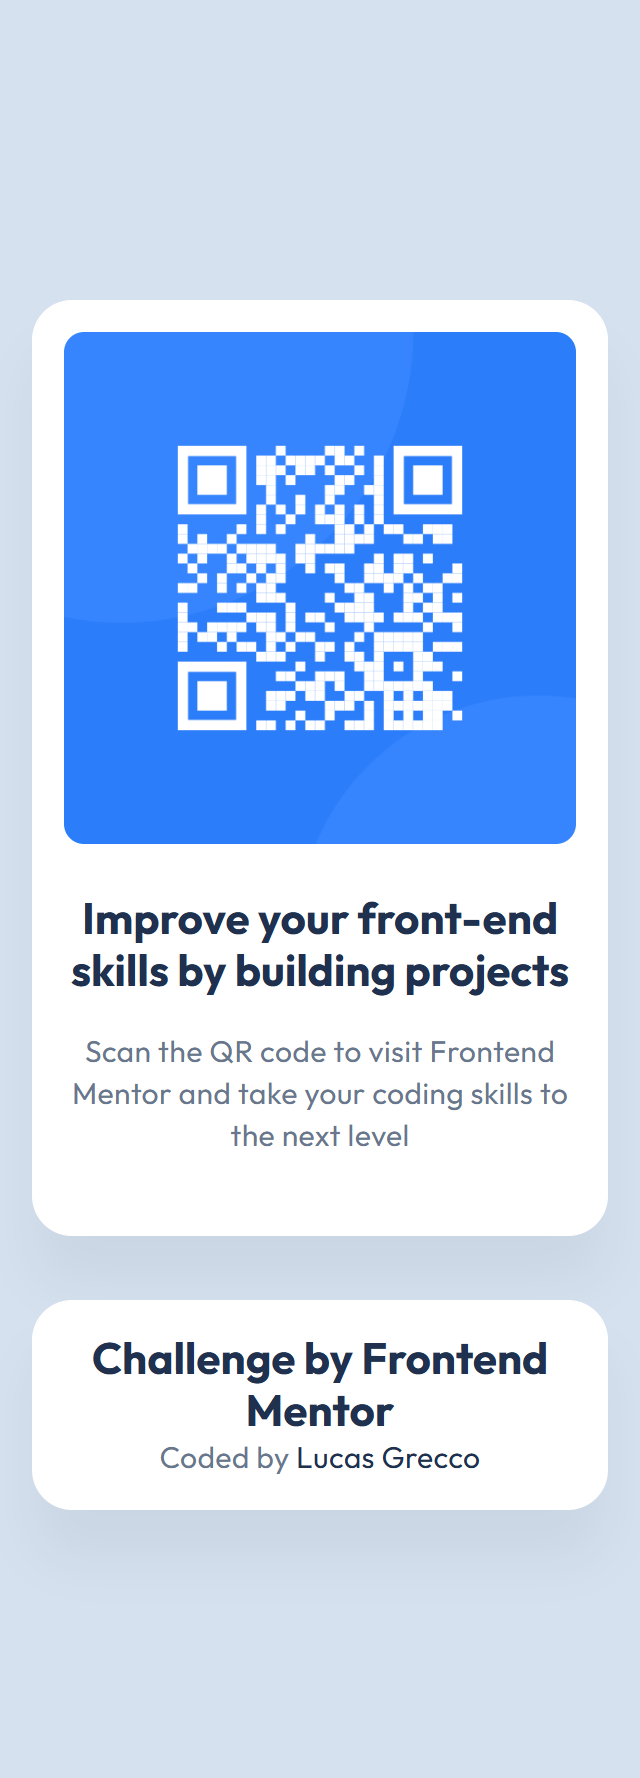 Improve your front-end
skills by building projects
Scan the QR code to visit Frontend
Mentor and take your coding skills to
the next level
Challenge by Frontend
Mentor
Coded by Lucas Grecco